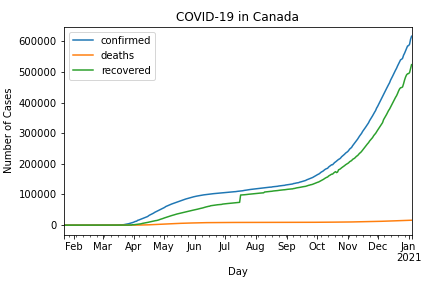 COVID-19 in Canada
confirmed
deaths
recovered
Number of Cases
600000
500000
400000
300000
200000
100000
0
Feb Mar Apr May Jun Jul Aug Sep Oct Nov Dec Jan
2021
Day